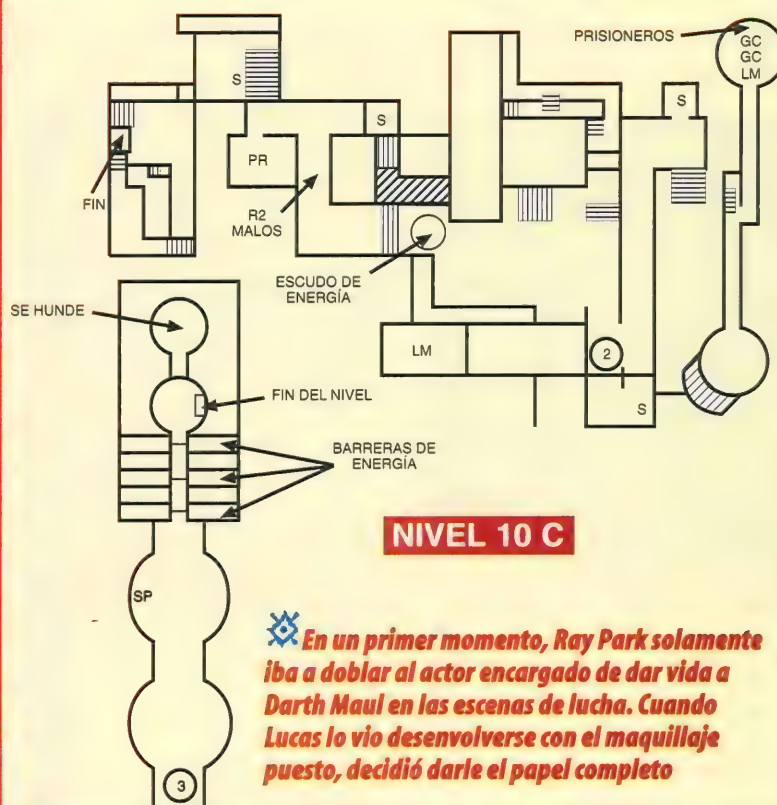 PRISIONEROS
GC
GC
LM
S
S
S
PR
FIN
R2
MALOS
ESCUDO DE
ENERGÍA
SE HUNDE
LM
2
S
FIN DEL NIVEL
BARRERAS DE
ENERGÍA
NIVEL 10 C
SP
En un primer momento, Ray Park solamente
iba a doblar al actor encargado de dar vida a
Darth Maul en las escenas de lucha. Cuando
Lucas lo vio desenvolverse con el maquillaje
puesto, decidió darle el papel completo
3